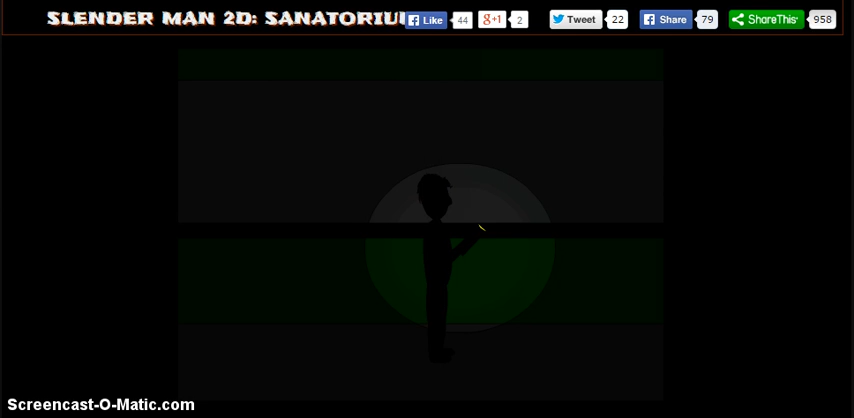 SLENDER MAN 2D: SANATORIU
Like 44 g+1 2 Tweet 22 Share 79 ShareThis 958
Screencast-O-Matic.com